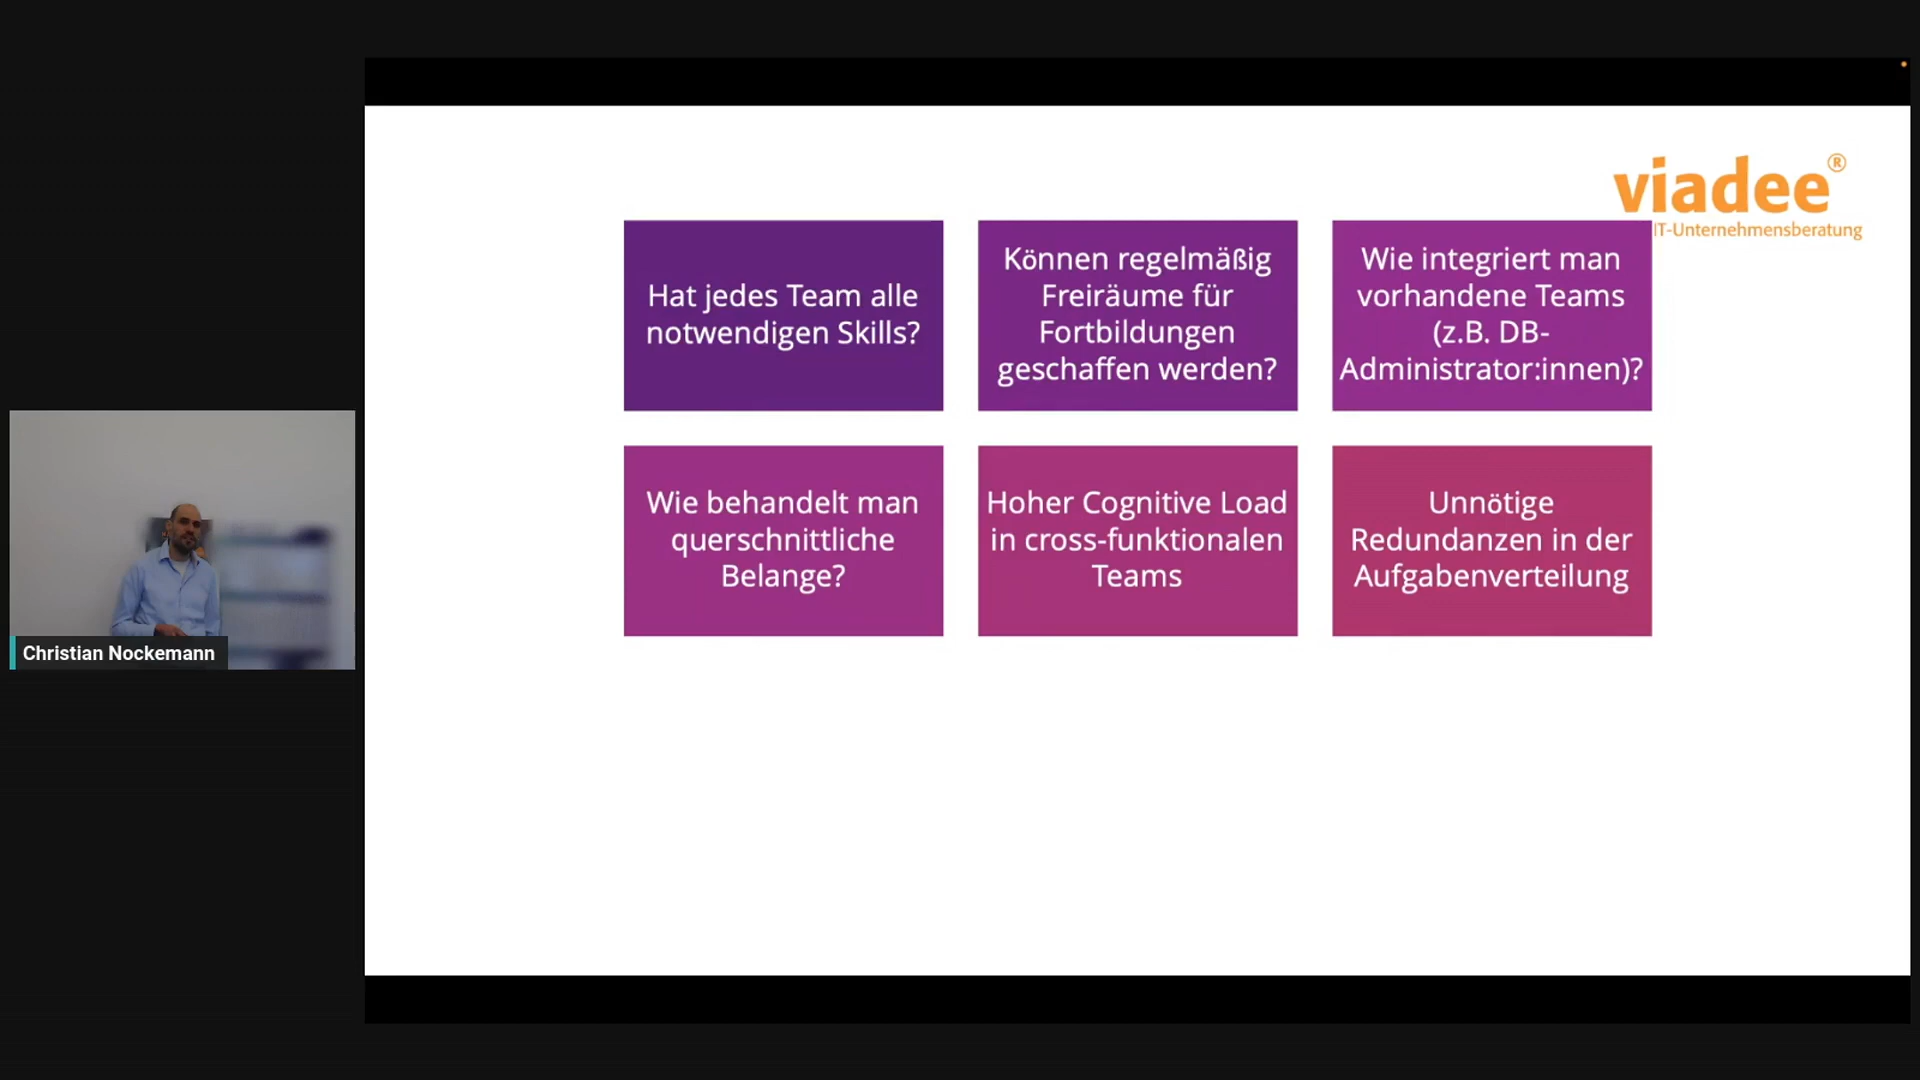 viadee®
IT-Unternehmensberatung
Hat jedes Team alle
notwendigen Skills?
Können regelmäßig
Freiräume für
Fortbildungen
geschaffen werden?
Wie integriert man
vorhandene Teams
(z.B. DB-
Administrator:innen)?
Wie behandelt man
querschnittliche
Belange?
Hoher Cognitive Load
in cross-funktionalen
Teams
Unnötige
Redundanzen in der
Aufgabenverteilung
Christian Nockemann